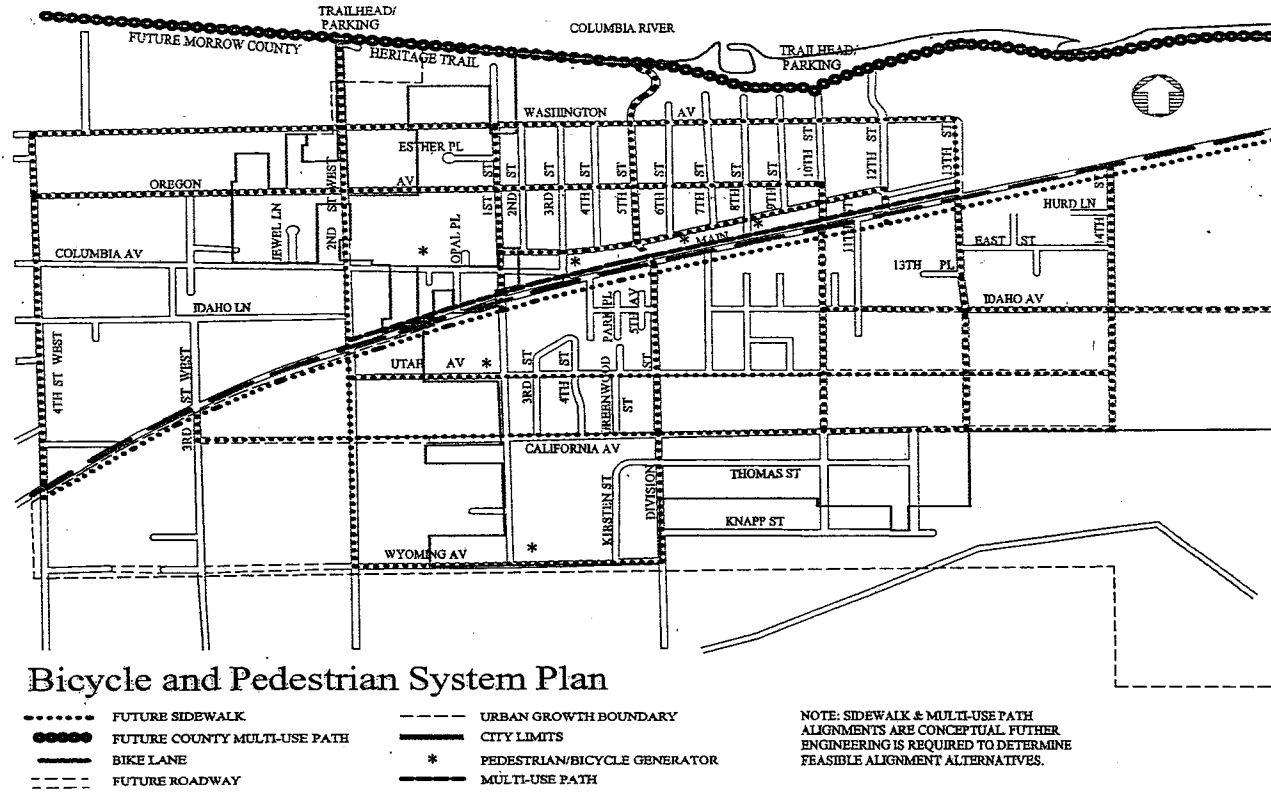 TRAILHEAD/
PARKING
COLUMBIA RIVER
FUTURE MORROW COUNTY
HERITAGE TRAIL
TRAILHEAD/
PARKING
WASHINGTON AV
ESTHER PL
OREGON AV
2ND ST WEST
1ST ST
2ND ST
3RD ST
4TH ST
5TH ST
6TH ST
7TH ST
8TH ST
9TH ST
10TH ST
11TH
12TH ST
13TH ST
14TH ST
HURD LN
EAST ST
13TH PL
JEWEL LN
OPAL PL
MAIN
COLUMBIA AV
IDAHO LN
IDAHO AV
PARK PL
5TH AV
4TH ST WEST
3RD ST WEST
UTAH AV
3RD ST
4TH ST
GREENWOOD ST
CALIFORNIA AV
THOMAS ST
KIRSTEN ST
DIVISION ST
KNAPP ST
WYOMING AV
Bicycle and Pedestrian System Plan
FUTURE SIDEWALK
FUTURE COUNTY MULTI-USE PATH
BIKE LANE
FUTURE ROADWAY
URBAN GROWTH BOUNDARY
CITY LIMITS
* PEDESTRIAN/BICYCLE GENERATOR
MULTI-USE PATH
NOTE: SIDEWALK & MULTI-USE PATH
ALIGNMENTS ARE CONCEPTUAL. FUTHER
ENGINEERING IS REQUIRED TO DETERMINE
FEASIBLE ALIGNMENT ALTERNATIVES.